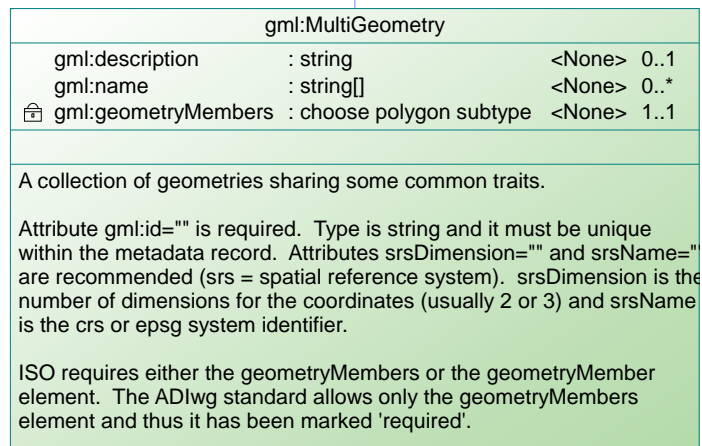 gml:MultiGeometry
gml:description : string <None> 0..1
gml:name : string[] <None> 0..*
gml:geometryMembers : choose polygon subtype <None> 1..1
A collection of geometries sharing some common traits.
Attribute gml:id="" is required. Type is string and it must be unique
within the metadata record. Attributes srsDimension="" and srsName=""
are recommended (srs = spatial reference system). srsDimension is the
number of dimensions for the coordinates (usually 2 or 3) and srsName
is the crs or epsg system identifier.
ISO requires either the geometryMembers or the geometryMember
element. The ADIwg standard allows only the geometryMembers
element and thus it has been marked 'required'.